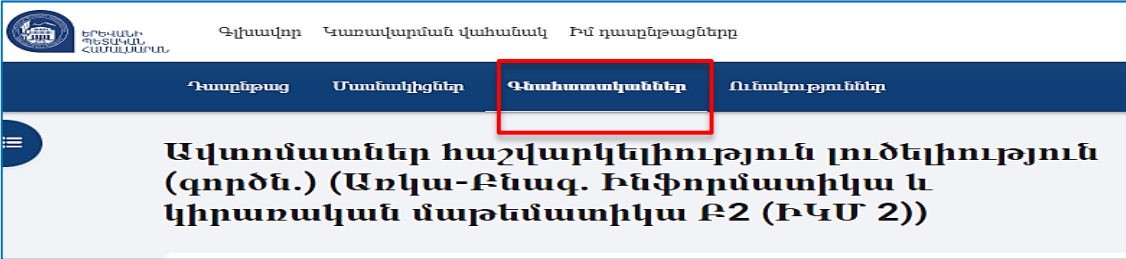 ԵՐԵՎԱՆԻ
ՊԵՏԱԿԱՆ
ՀԱՄԱԼՍԱՐԱՆ
Գլխավոր Կառավարման վահանակ Իմ դասընթացները
Դասընթաց Մասնակիցներ Գնահատականներ Ունակություններ
Ավտոմատներ հաշվարկելիություն լուծելիություն
(գործն.) (Առկա-Բնագ. Ինֆորմատիկա և
կիրառական մաթեմատիկա Բ2 (ԻԿՄ 2))